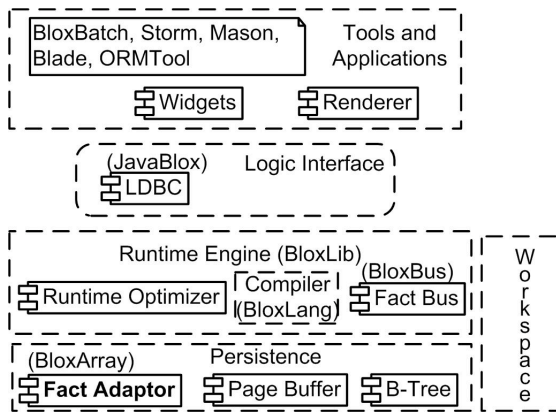 BloxBatch, Storm, Mason,
Blade, ORMTool
Tools and
Applications
Widgets
Renderer
(JavaBlox)
Logic Interface
LDBC
Runtime Engine (BloxLib)
Runtime Optimizer
Compiler
(BloxLang)
(BloxBus)
Fact Bus
Workspace
(BloxArray)
Persistence
Fact Adaptor
Page Buffer
B-Tree